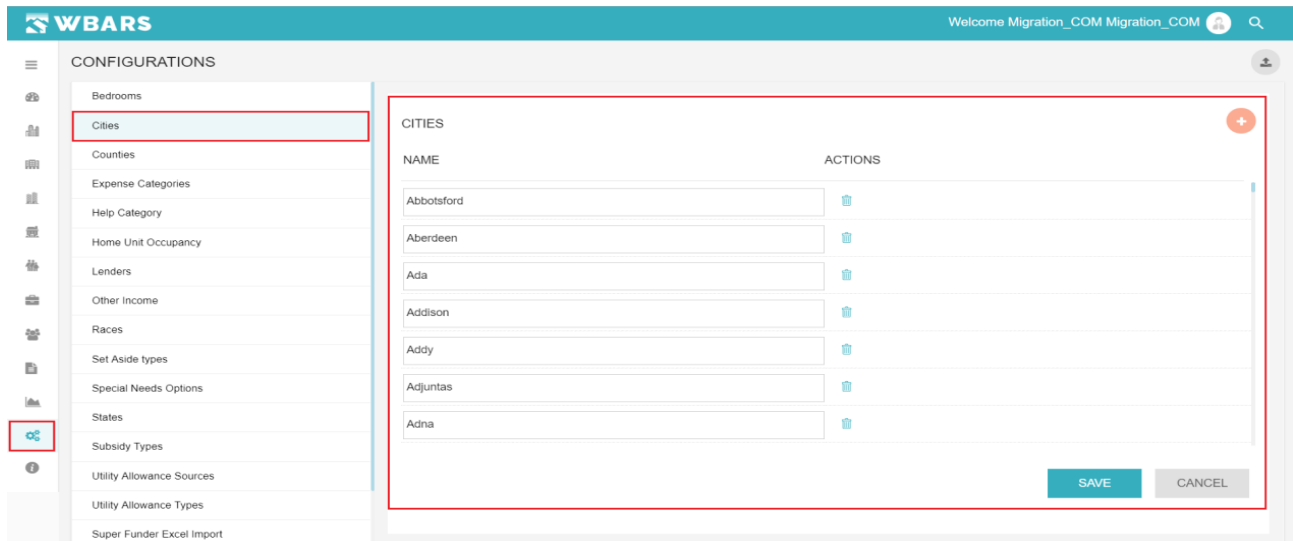 WBARS
Welcome Migration_COM Migration_COM
CONFIGURATIONS
Bedrooms
Cities
Counties
Expense Categories
Help Category
Home Unit Occupancy
Lenders
Other Income
Races
Set Aside types
Special Needs Options
States
Subsidy Types
Utility Allowance Sources
Utility Allowance Types
Super Funder Excel Import
CITIES
NAME ACTIONS
Abbotsford
Aberdeen
Ada
Addison
Addy
Adjuntas
Adna
SAVE CANCEL